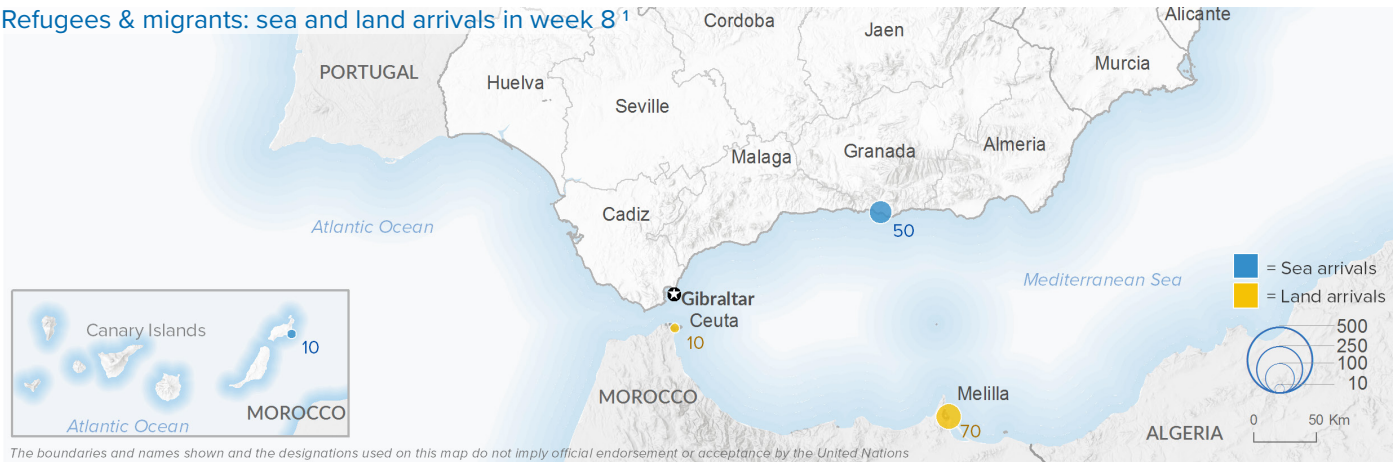 Refugees & migrants: sea and land arrivals in week 8 1
Cordoba
Alicante
Jaen
PORTUGAL
Murcia
Huelva
Seville
Almeria
Granada
Malaga
Cadiz
Atlantic Ocean
50
Mediterranean Sea
= Sea arrivals
= Land arrivals
Gibraltar
Ceuta
10
Canary Islands
10
500
250
100
10
MOROCCO
Melilla
70
MOROCCO
Atlantic Ocean
0 50 Km
ALGERIA
The boundaries and names shown and the designations used on this map do not imply official endorsement or acceptance by the United Nations